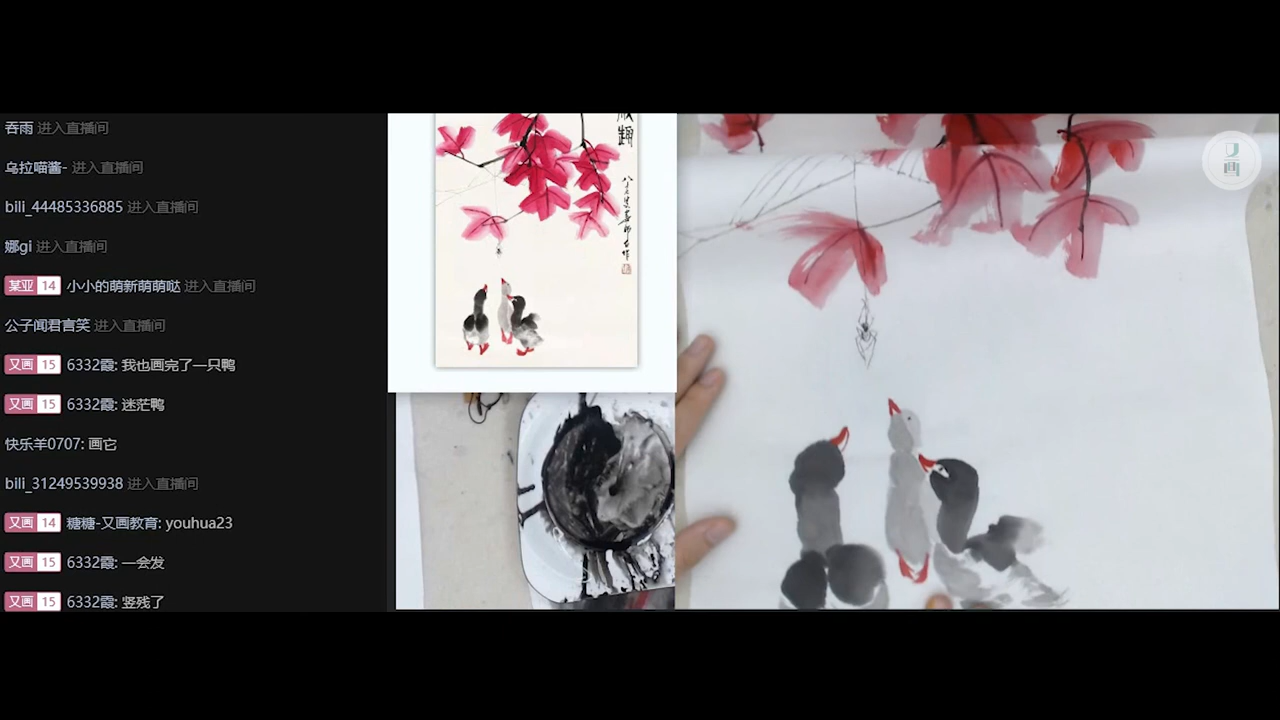 吞雨 进入直播间
乌拉喵酱- 进入直播间
bili_44485336885 进入直播间
娜gi 进入直播间
某亚 14 小小的萌新萌萌哒 进入直播间
公子闻君言笑 进入直播间
又画 15 6332霞: 我也画完了一只鸭
又画 15 6332霞: 迷茫鸭
快乐羊0707: 画它
bili_31249539938 进入直播间
又画 14 糖糖-又画教育: youhua23
又画 15 6332霞: 一会发
又画 15 6332霞: 竖残了
又画